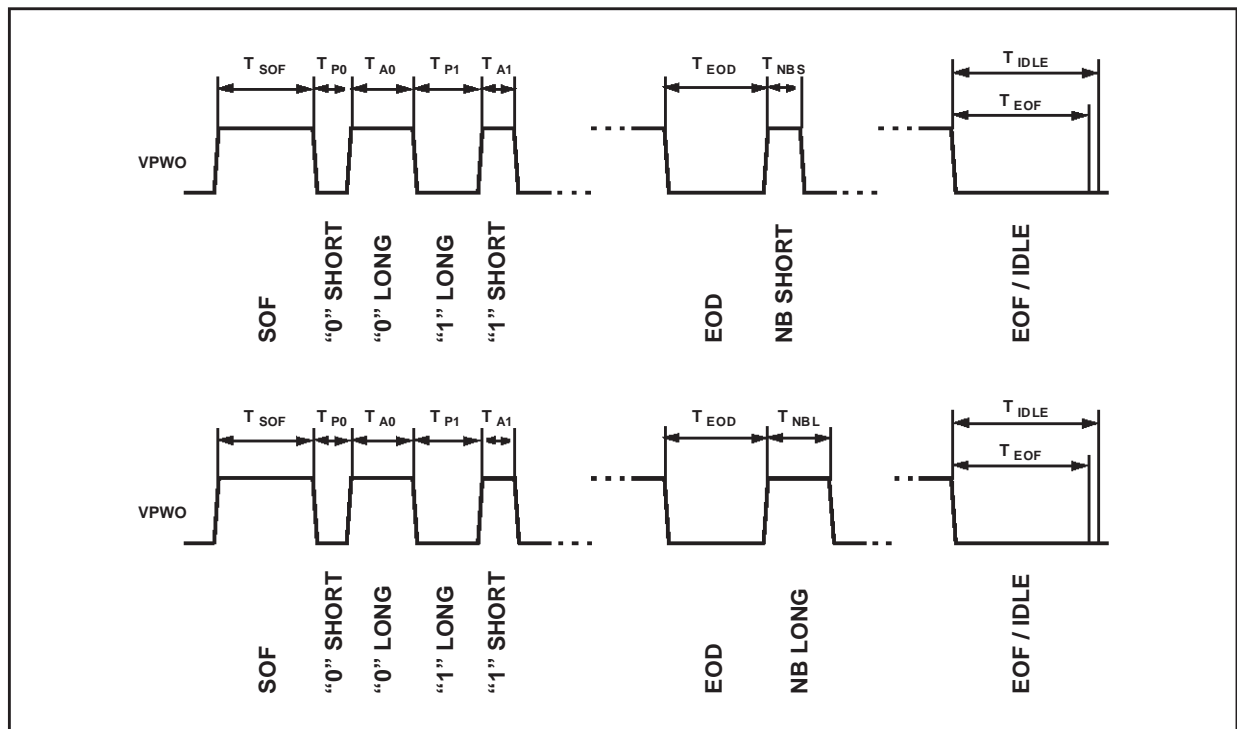 T SOF T P0 T A0 T P1 T A1 T EOD T NBS T IDLE
T EOF
VPWO
SOF “0” SHORT “0” LONG “1” LONG “1” SHORT EOD NB SHORT EOF / IDLE
T SOF T P0 T A0 T P1 T A1 T EOD T NBL T IDLE
T EOF
VPWO
SOF “0” SHORT “0” LONG “1” LONG “1” SHORT EOD NB LONG EOF / IDLE